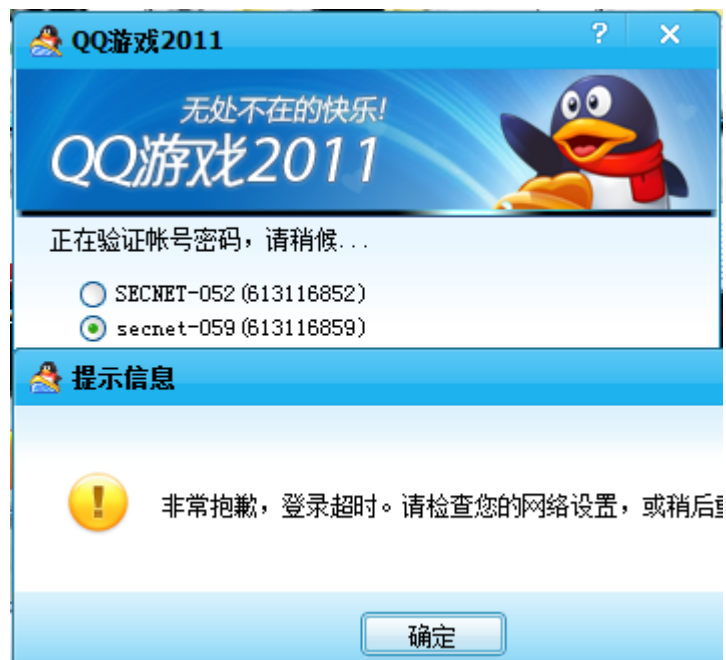 QQ游戏2011
无处不在的快乐!
QQ游戏2011
正在验证帐号密码，请稍候...
SECNET-052(613116852)
secnet-059(613116859)
提示信息
非常抱歉，登录超时。请检查您的网络设置，或稍后重
确定